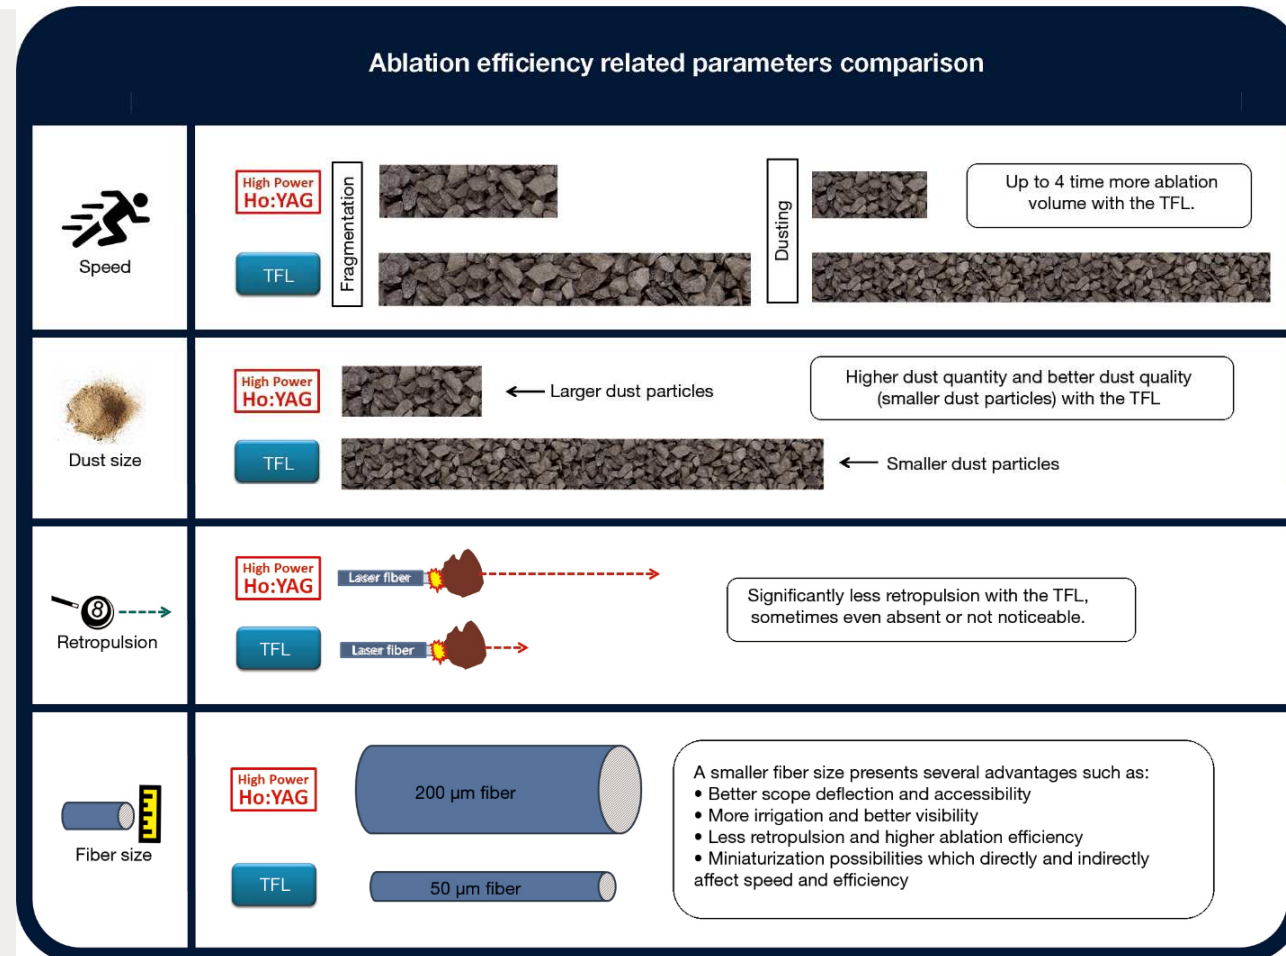 Ablation efficiency related parameters comparison
Speed
High Power
Ho:YAG
TFL
Fragmentation
Dusting
Up to 4 time more ablation
volume with the TFL.
Dust size
High Power
Ho:YAG
TFL
Larger dust particles
Smaller dust particles
Higher dust quantity and better dust quality
(smaller dust particles) with the TFL
8
Retropulsion
High Power
Ho:YAG
Laser fiber
TFL
Laser fiber
Significantly less retropulsion with the TFL,
sometimes even absent or not noticeable.
Fiber size
High Power
Ho:YAG
200 µm fiber
TFL
50 µm fiber
A smaller fiber size presents several advantages such as:
• Better scope deflection and accessibility
• More irrigation and better visibility
• Less retropulsion and higher ablation efficiency
• Miniaturization possibilities which directly and indirectly
affect speed and efficiency